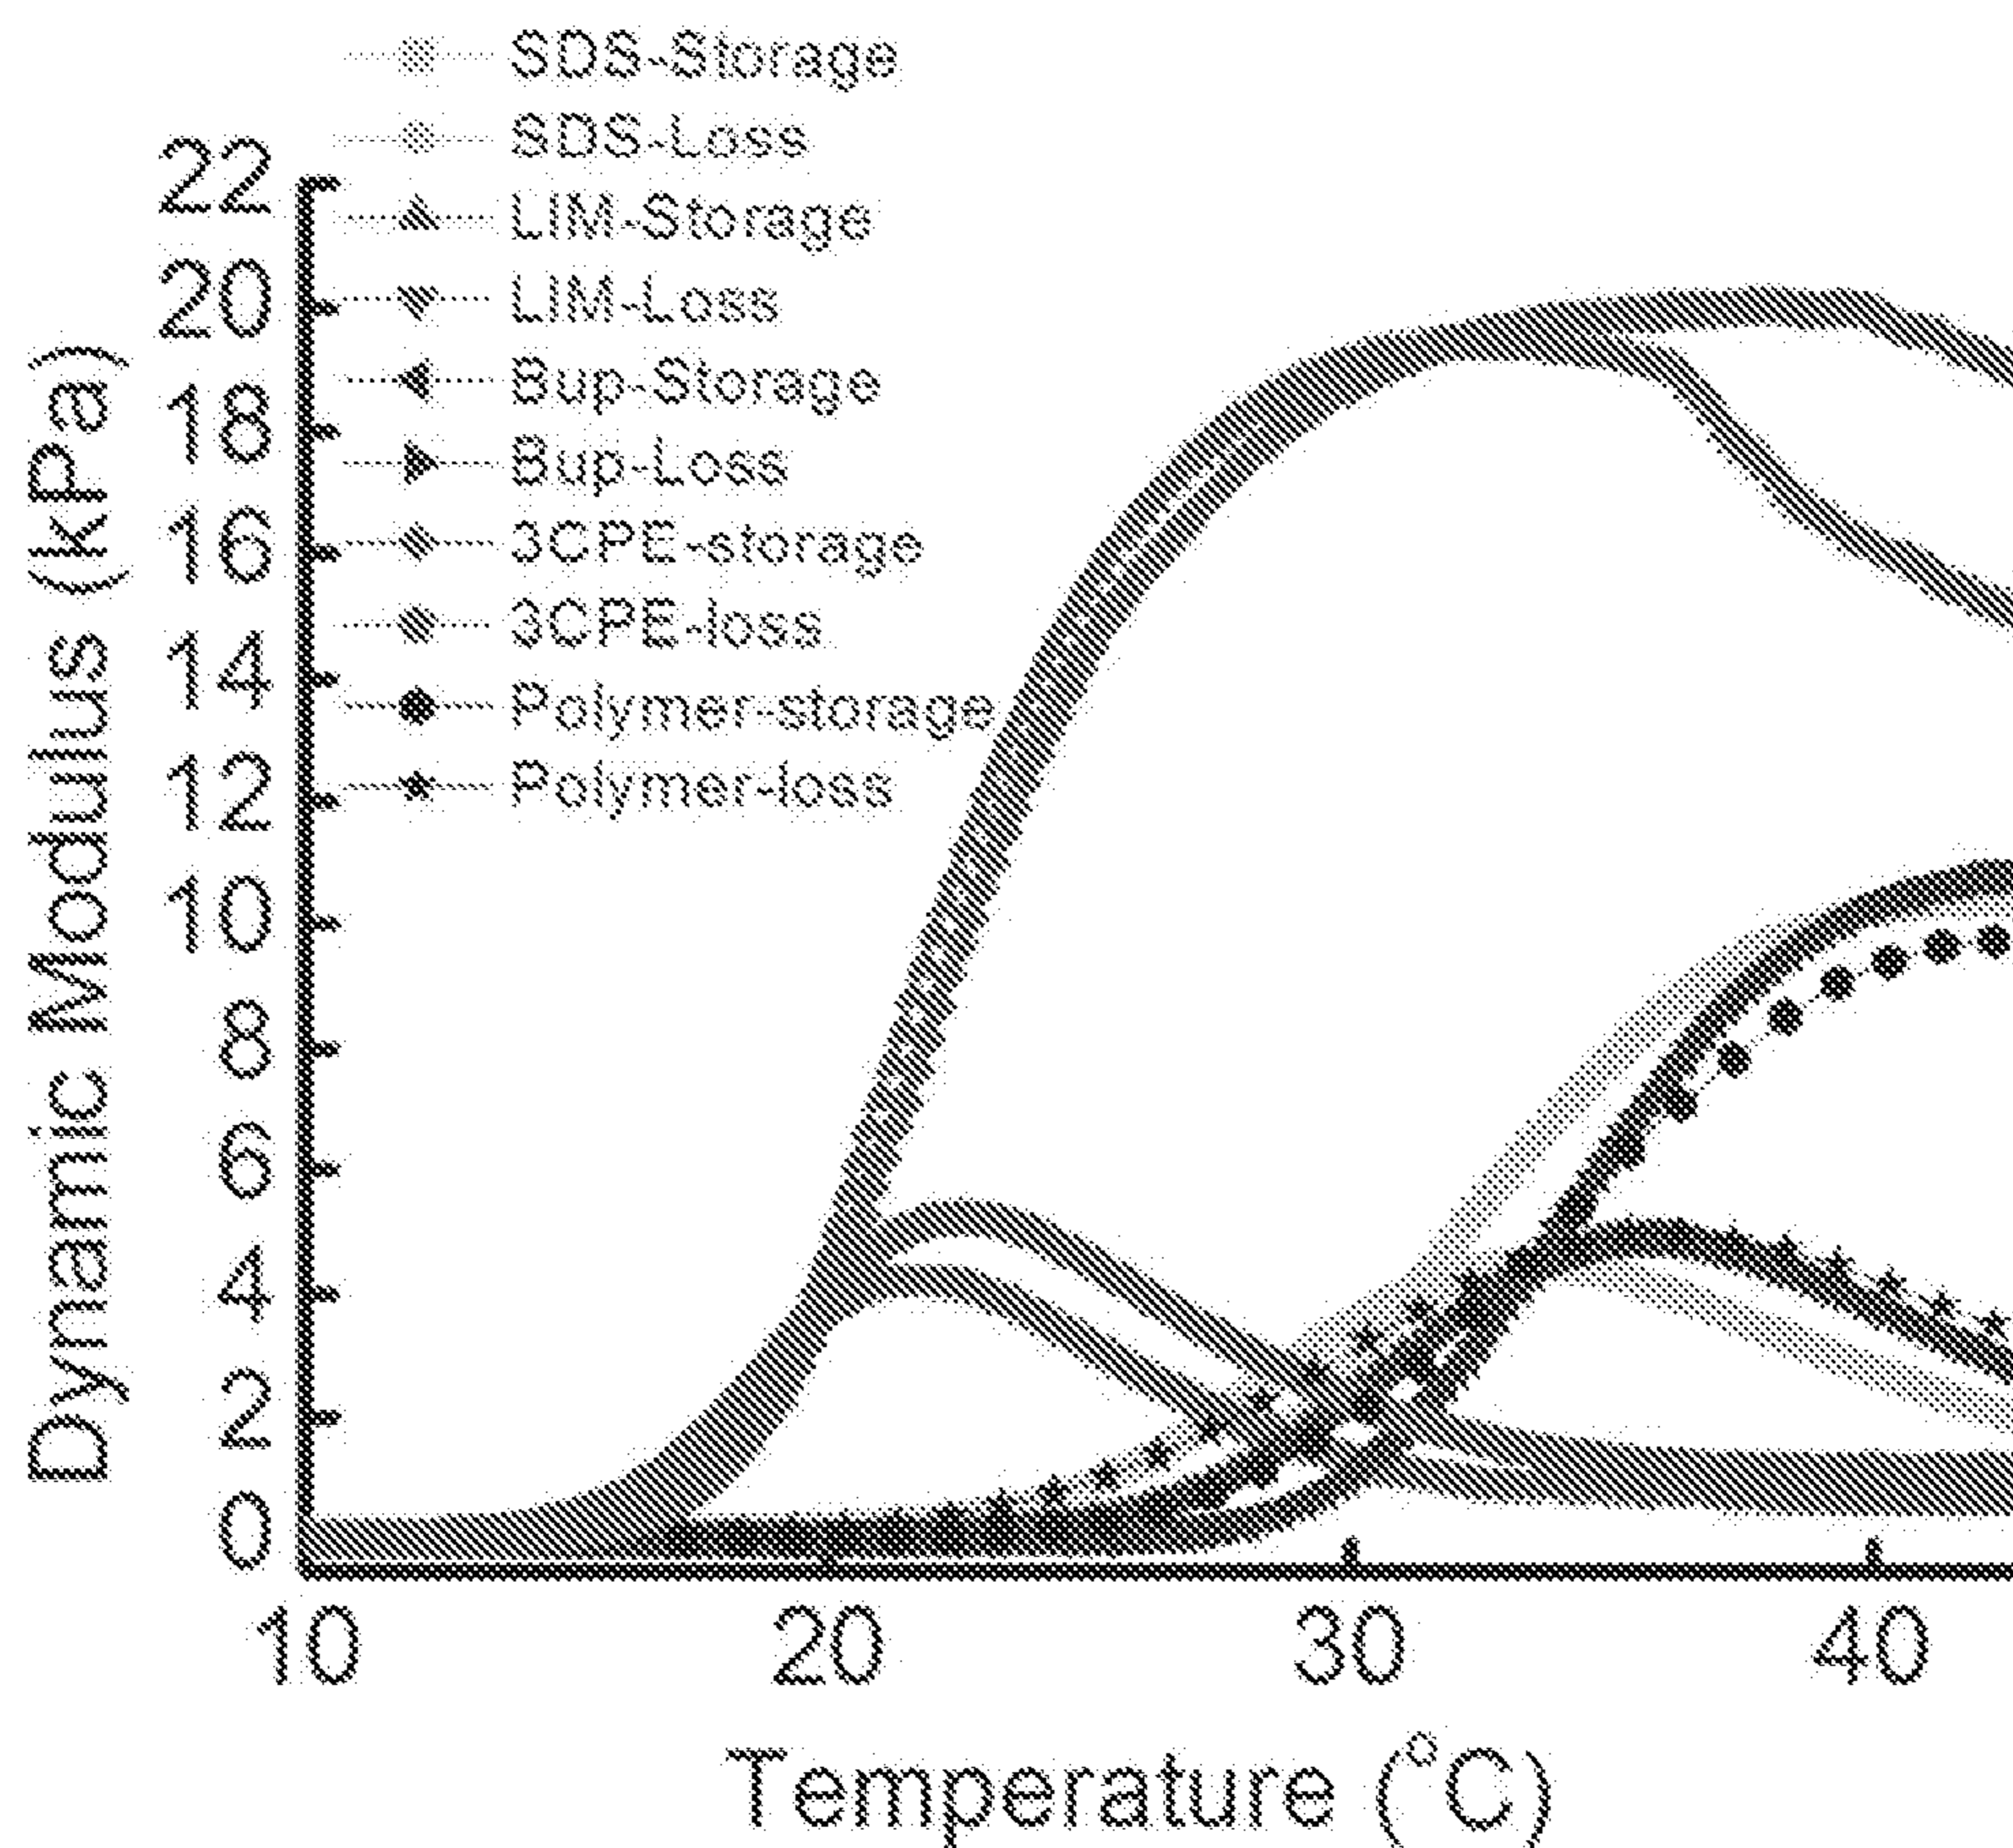 SDS-Storage
SDS-Loss
LIM-Storage
LIM-Loss
Bup-Storage
Bup-Loss
3CPE-storage
3CPE-loss
Polymer-storage
Polymer-loss
Dynamic Modulus (kPa)
22
20
18
16
14
12
10
8
6
4
2
0
10 20 30 40
Temperature (°C)